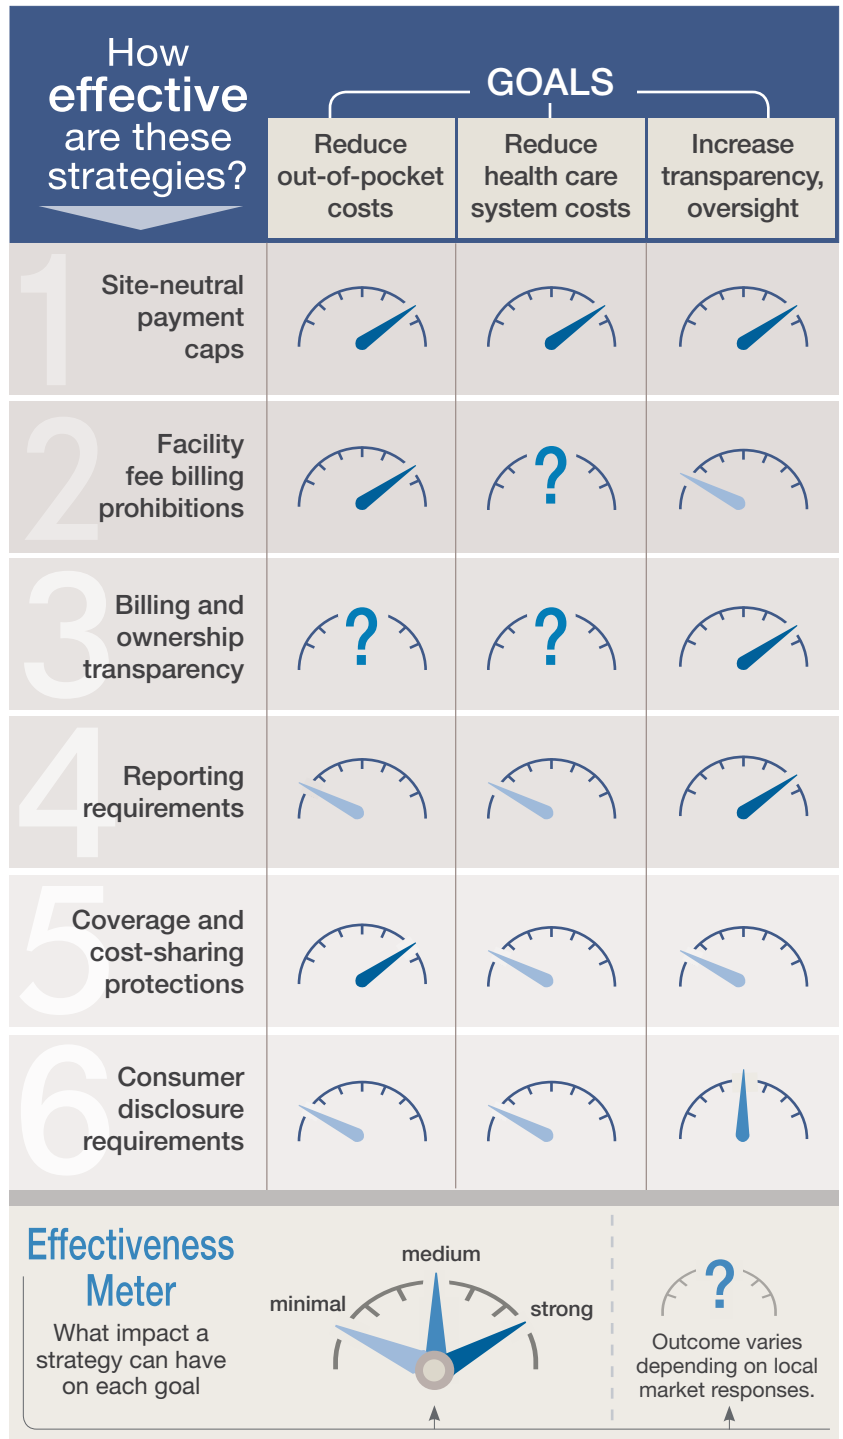 How
effective
are these
strategies?
GOALS
Reduce
out-of-pocket
costs
Reduce
health care
system costs
Increase
transparency,
oversight
1
Site-neutral
payment
caps
2
Facility
fee billing
prohibitions
?
3
Billing and
ownership
transparency
?
?
4
Reporting
requirements
5
Coverage and
cost-sharing
protections
6
Consumer
disclosure
requirements
Effectiveness
Meter
What impact a
strategy can have
on each goal
minimal
medium
strong
?
Outcome varies
depending on local
market responses.